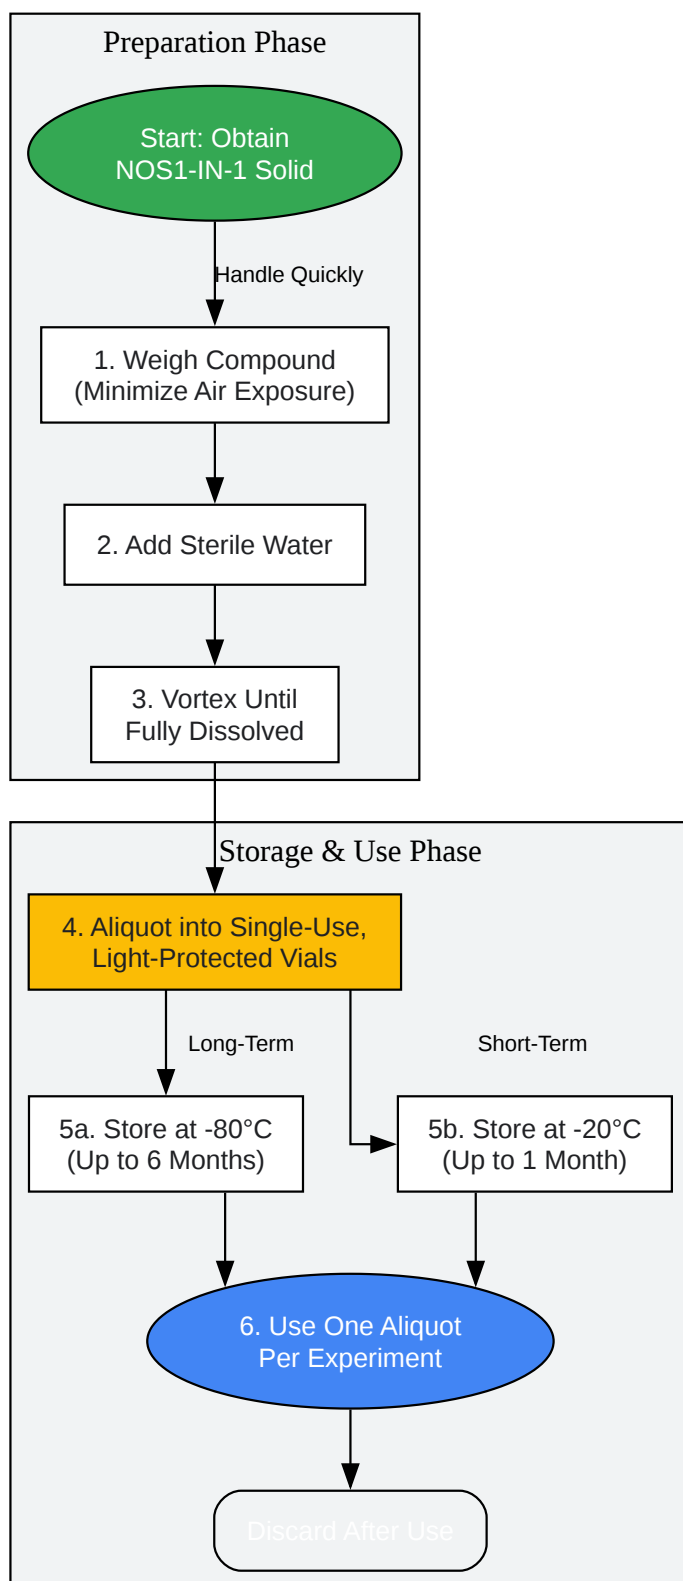 Preparation Phase
Start: Obtain
NOS1-IN-1 Solid
Handle Quickly
1. Weigh Compound
(Minimize Air Exposure)
2. Add Sterile Water
3. Vortex Until
Fully Dissolved
Storage & Use Phase
4. Aliquot into Single-Use,
Light-Protected Vials
Long-Term
Short-Term
5a. Store at -80°C
(Up to 6 Months)
5b. Store at -20°C
(Up to 1 Month)
6. Use One Aliquot
Per Experiment
Discard After Use